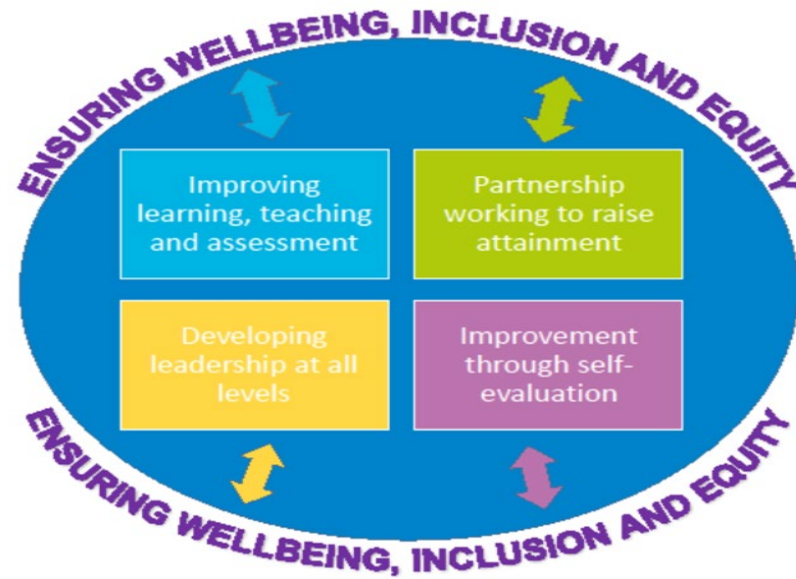 ENSURING WELLBEING, INCLUSION AND EQUITY
Improving
learning, teaching
and assessment
Partnership
working to raise
attainment
Developing
leadership at all
levels
Improvement
through self-
evaluation
ENSURING WELLBEING, INCLUSION AND EQUITY